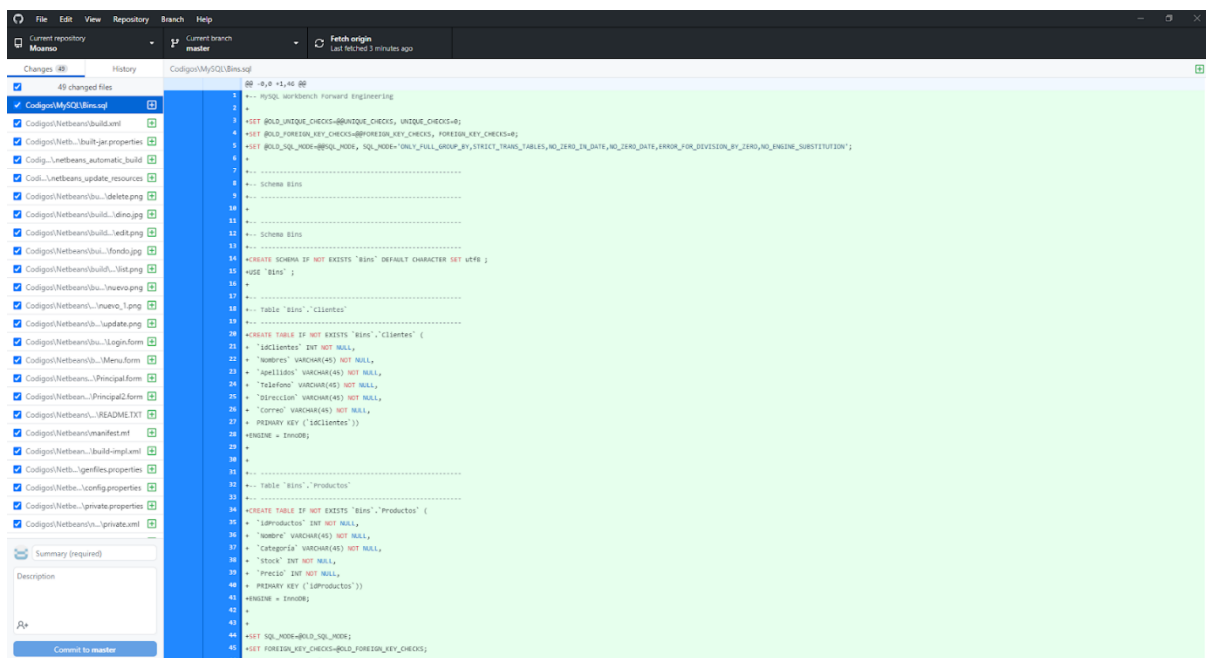 File Edit View Repository Branch Help
Current repository
Moanso
Current branch
master
Fetch origin
Last fetched 3 minutes ago
Changes 49 History
Codigos\MySQL\Bins.sql
49 changed files
Codigos\MySQL\Bins.sql
Codigos\Netbeans\build.xml
Codigos\Netb...\built-jar.properties
Codig...\netbeans_automatic_build
Codi...\netbeans_update_resources
Codigos\Netbeans\bu...\delete.png
Codigos\Netbeans\build...\dino.jpg
Codigos\Netbeans\build...\edit.png
Codigos\Netbeans\bui...\fondo.jpg
Codigos\Netbeans\build\...\list.png
Codigos\Netbeans\bu...\nuevo.png
Codigos\Netbeans\...\nuevo_1.png
Codigos\Netbeans\b...\update.png
Codigos\Netbeans\bu...\Login.form
Codigos\Netbeans\b...\Menu.form
Codigos\Netbeans...\Principal.form
Codigos\Netbean...\Principal2.form
Codigos\Netbeans\...\README.TXT
Codigos\Netbeans\manifest.mf
Codigos\Netbean...\build-impl.xml
Codigos\Netb...\genfiles.properties
Codigos\Netbe...\config.properties
Codigos\Netbe...\private.properties
Codigos\Netbeans\n...\private.xml
Summary (required)
Description
Commit to master
@@ -0,0 +1,46 @@
1 +-- MySQL Workbench Forward Engineering
2 +
3 +SET @OLD_UNIQUE_CHECKS=@@UNIQUE_CHECKS, UNIQUE_CHECKS=0;
4 +SET @OLD_FOREIGN_KEY_CHECKS=@@FOREIGN_KEY_CHECKS, FOREIGN_KEY_CHECKS=0;
5 +SET @OLD_SQL_MODE=@@SQL_MODE, SQL_MODE='ONLY_FULL_GROUP_BY,STRICT_TRANS_TABLES,NO_ZERO_IN_DATE,NO_ZERO_DATE,ERROR_FOR_DIVISION_BY_ZERO,NO_ENGINE_SUBSTITUTION';
6 +
7 +-- -----------------------------------------------------
8 +-- Schema Bins
9 +-- -----------------------------------------------------
10 +
11 +-- -----------------------------------------------------
12 +-- Schema Bins
13 +-- -----------------------------------------------------
14 +CREATE SCHEMA IF NOT EXISTS `Bins` DEFAULT CHARACTER SET utf8 ;
15 +USE `Bins` ;
16 +
17 +-- -----------------------------------------------------
18 +-- Table `Bins`.`Clientes`
19 +-- -----------------------------------------------------
20 +CREATE TABLE IF NOT EXISTS `Bins`.`Clientes` (
21 + `idClientes` INT NOT NULL,
22 + `Nombres` VARCHAR(45) NOT NULL,
23 + `Apellidos` VARCHAR(45) NOT NULL,
24 + `Telefono` VARCHAR(45) NOT NULL,
25 + `Direccion` VARCHAR(45) NOT NULL,
26 + `Correo` VARCHAR(45) NOT NULL,
27 + PRIMARY KEY (`idClientes`))
28 +ENGINE = InnoDB;
29 +
30 +
31 +-- -----------------------------------------------------
32 +-- Table `Bins`.`Productos`
33 +-- -----------------------------------------------------
34 +CREATE TABLE IF NOT EXISTS `Bins`.`Productos` (
35 + `idProductos` INT NOT NULL,
36 + `Nombre` VARCHAR(45) NOT NULL,
37 + `Categoría` VARCHAR(45) NOT NULL,
38 + `Stock` INT NOT NULL,
39 + `Precio` INT NOT NULL,
40 + PRIMARY KEY (`idProductos`))
41 +ENGINE = InnoDB;
42 +
43 +
44 +SET SQL_MODE=@OLD_SQL_MODE;
45 +SET FOREIGN_KEY_CHECKS=@OLD_FOREIGN_KEY_CHECKS;